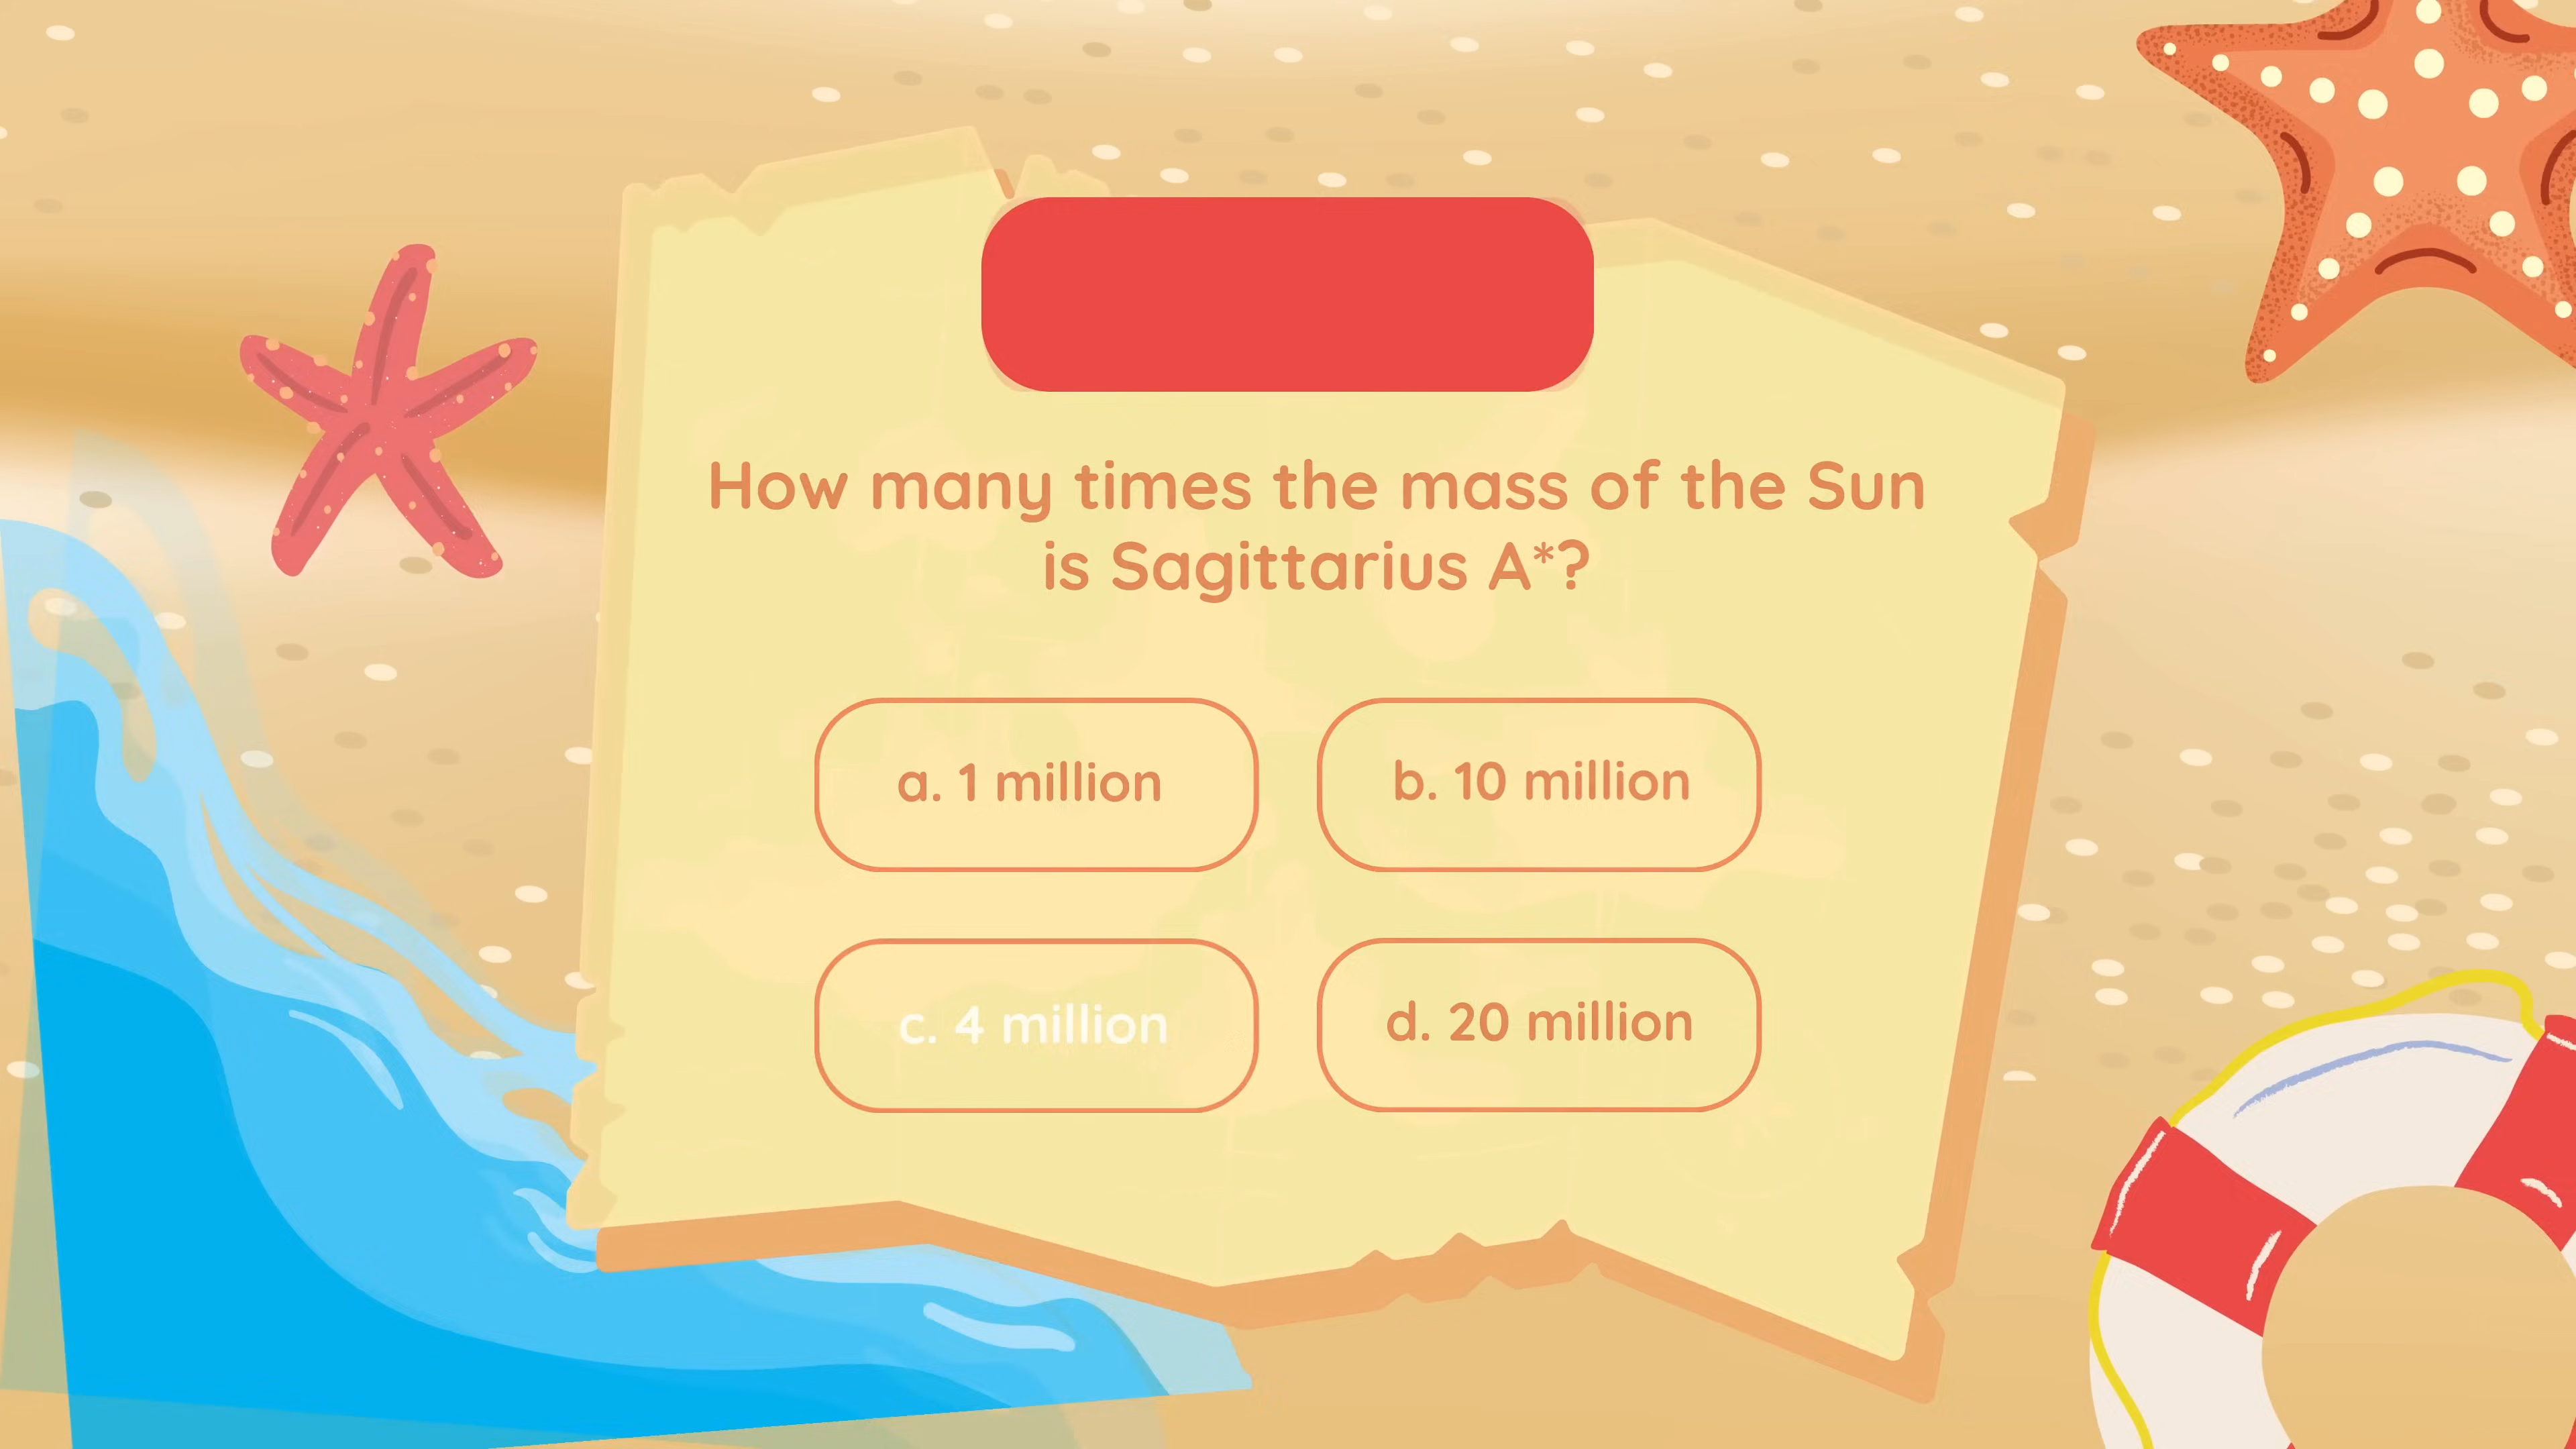 How many times the mass of the Sun
is Sagittarius A*?
a. 1 million
b. 10 million
c. 4 million
d. 20 million